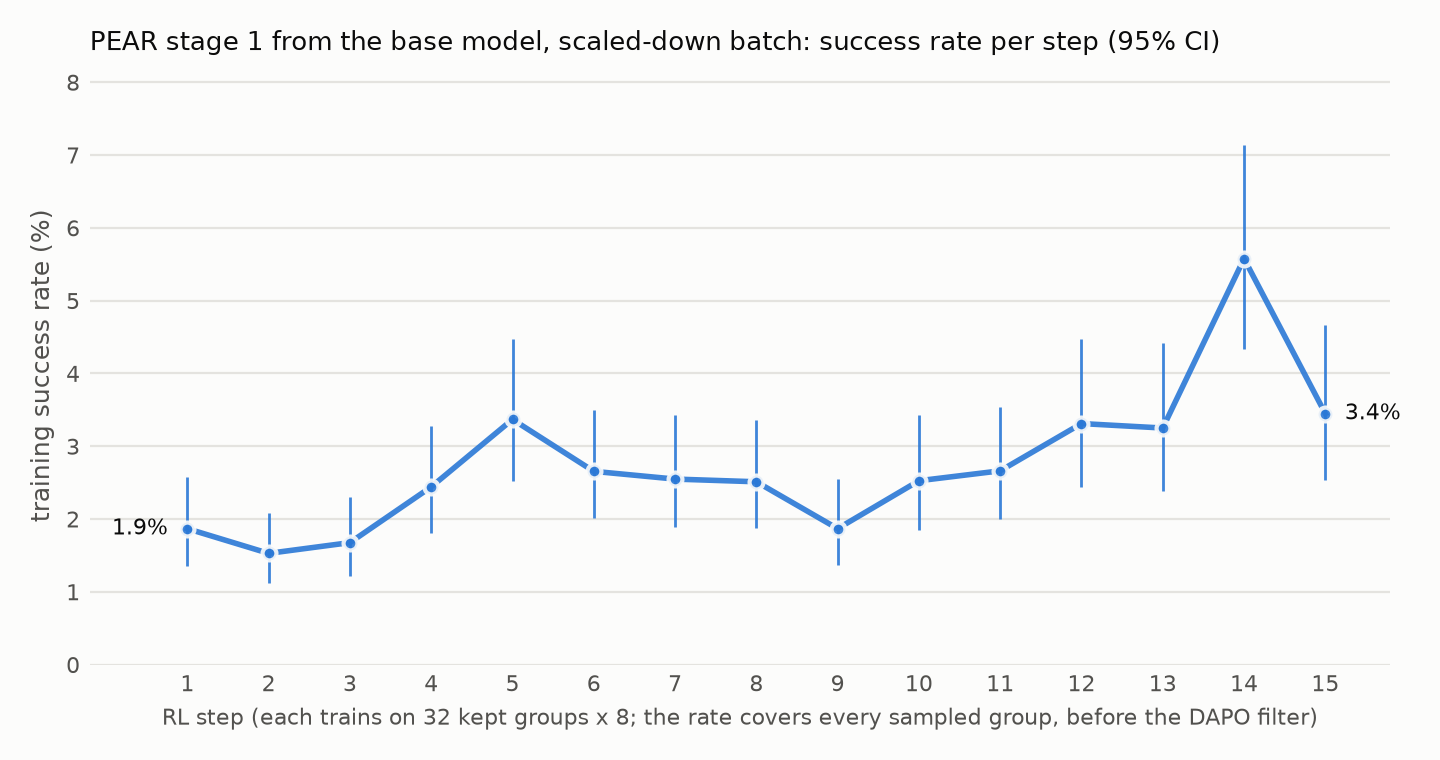 PEAR stage 1 from the base model, scaled-down batch: success rate per step (95% CI)
training success rate (%)
8
7
6
5
4
3
2
1
0
1.9%
3.4%
1 2 3 4 5 6 7 8 9 10 11 12 13 14 15
RL step (each trains on 32 kept groups x 8; the rate covers every sampled group, before the DAPO filter)